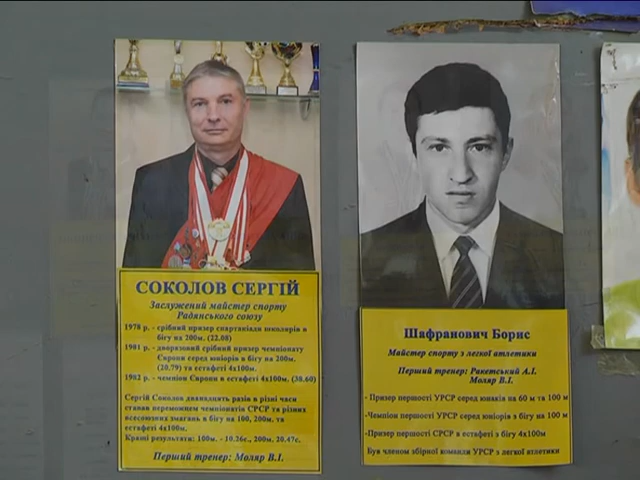 СОКОЛОВ СЕРГІЙ
Заслужений майстер спорту
Радянського союзу
1978 р. - срібний призер спартакіади школярів в
бігу на 200м. (22.08)
1981 р. - дворазовий срібний призер чемпіонату
Європи серед юніорів в бігу на 200м.
(20.79) та естафеті 4х100м.
1982 р. - чемпіон Європи в естафеті 4х100м. (38.60)
Сергій Соколов дванадцять разів в різні часи
ставав переможцем чемпіонатів СРСР та різних
всесоюзних змагань в бігу на 100, 200м. та
естафеті 4х100м.
Кращі результати: 100м. - 10.36с., 200м. 20.47с.
Перший тренер: Моляр В.І.
Шафранович Борис
Майстер спорту з легкої атлетики
Перший тренер: Ракетський А.І.
Моляр В.І.
- Призер першості УРСР серед юнаків на 60 м та 100 м
-Чемпіон першості УРСР серед юніорів з бігу на 100 м
-Призер першості СРСР в естафеті з бігу 4х100м
Був членом збірної команди УРСР з легкої атлетики